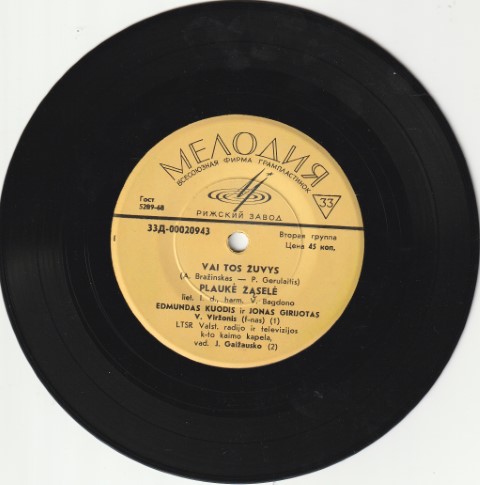 МЕЛОДИЯ
ВСЕСОЮЗНАЯ ФИРМА ГРАМПЛАСТИНОК
33
Гост
5289-68
РИЖСКИЙ ЗАВОД
33Д-00020943
Вторая группа
Цена 45 коп.
VAI TOS ŽUVYS
(A. Bražinskas — P. Gerulaitis)
PLAUKĖ ŽĄSELĖ
liet. l. d., harm. V. Bagdono
EDMUNDAS KUODIS ir JONAS GIRIJOTAS
V. Viržonis (f-nas) (1)
LTSR Valst. radijo ir televizijos
k-to kaimo kapela,
vad. J. Gaižausko (2)